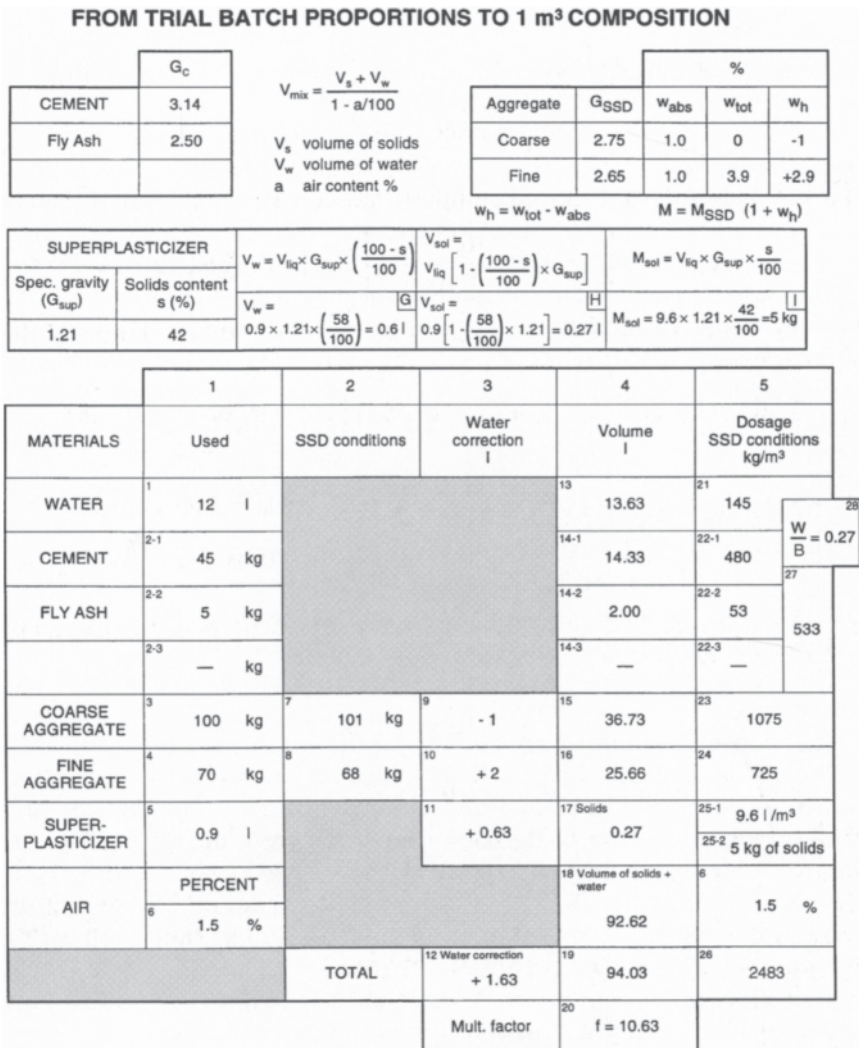 FROM TRIAL BATCH PROPORTIONS TO 1 m³ COMPOSITION
G_c
CEMENT 3.14
Fly Ash 2.50
V_mix = (V_s + V_w) / (1 - a/100)
V_s volume of solids
V_w volume of water
a air content %
%
Aggregate G_SSD w_abs w_tot w_h
Coarse 2.75 1.0 0 -1
Fine 2.65 1.0 3.9 +2.9
w_h = w_tot - w_abs M = M_SSD (1 + w_h)
SUPERPLASTICIZER
Spec. gravity (G_sup)
Solids content s (%)
1.21 42
V_w = V_liq × G_sup × ((100 - s) / 100)
V_sol =
V_liq [1 - ((100 - s) / 100) × G_sup]
M_sol = V_liq × G_sup × s / 100
V_w = G
0.9 × 1.21 × (58 / 100) = 0.6 l
V_sol = H
0.9 [1 - (58 / 100) × 1.21] = 0.27 l
I
M_sol = 9.6 × 1.21 × 42 / 100 =5 kg
1 2 3 4 5
MATERIALS
Used
SSD conditions
Water
correction
l
Volume
l
Dosage
SSD conditions
kg/m³
WATER 1 12 l 13 13.63 21 145
28 W/B = 0.27
CEMENT 2-1 45 kg 14-1 14.33 22-1 480
FLY ASH 2-2 5 kg 14-2 2.00 22-2 53
27 533
2-3 — kg 14-3 — 22-3 —
COARSE
AGGREGATE
3 100 kg 7 101 kg 9 - 1 15 36.73 23 1075
FINE
AGGREGATE
4 70 kg 8 68 kg 10 + 2 16 25.66 24 725
SUPER-
PLASTICIZER
5 0.9 l 11 + 0.63 17 Solids 0.27 25-1 9.6 l /m³
25-2 5 kg of solids
AIR
PERCENT
6 1.5 %
18 Volume of solids +
water
92.62
6 1.5 %
TOTAL
12 Water correction
+ 1.63
19 94.03 26 2483
Mult. factor 20 f = 10.63